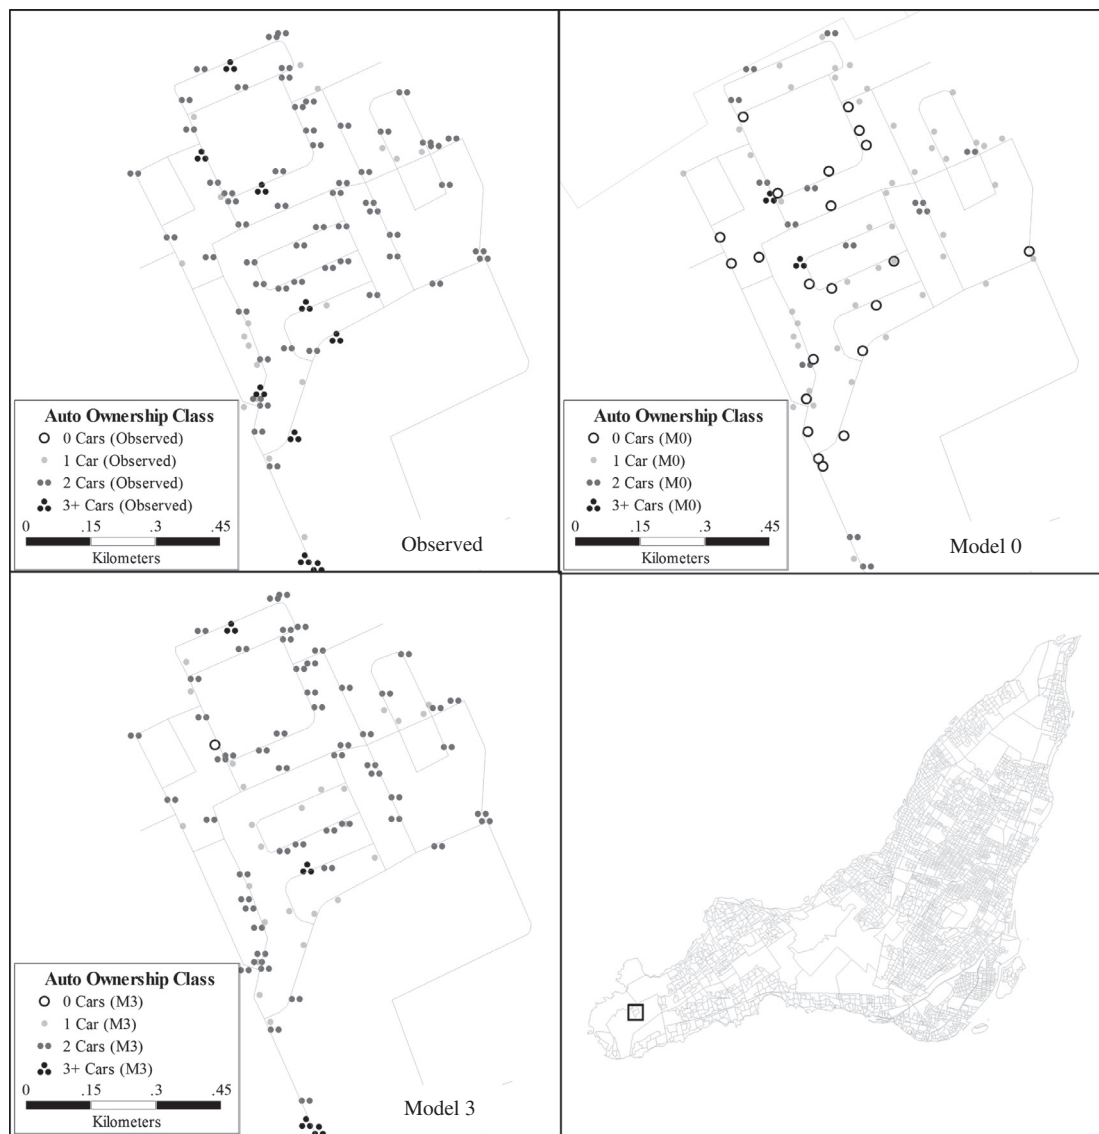 Auto Ownership Class
0 Cars (Observed)
1 Car (Observed)
2 Cars (Observed)
3+ Cars (Observed)
0 .15 .3 .45
Kilometers
Observed
Auto Ownership Class
0 Cars (M0)
1 Car (M0)
2 Cars (M0)
3+ Cars (M0)
0 .15 .3 .45
Kilometers
Model 0
Auto Ownership Class
0 Cars (M3)
1 Car (M3)
2 Cars (M3)
3+ Cars (M3)
0 .15 .3 .45
Kilometers
Model 3